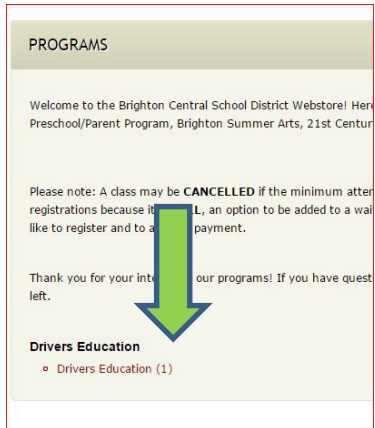 PROGRAMS
Welcome to the Brighton Central School District Webstore! Here
Preschool/Parent Program, Brighton Summer Arts, 21st Centur
Please note: A class may be CANCELLED if the minimum atter
registrations because it L, an option to be added to a wai
like to register and to a payment.
Thank you for your inte our programs! If you have quest
left.
Drivers Education
Drivers Education (1)